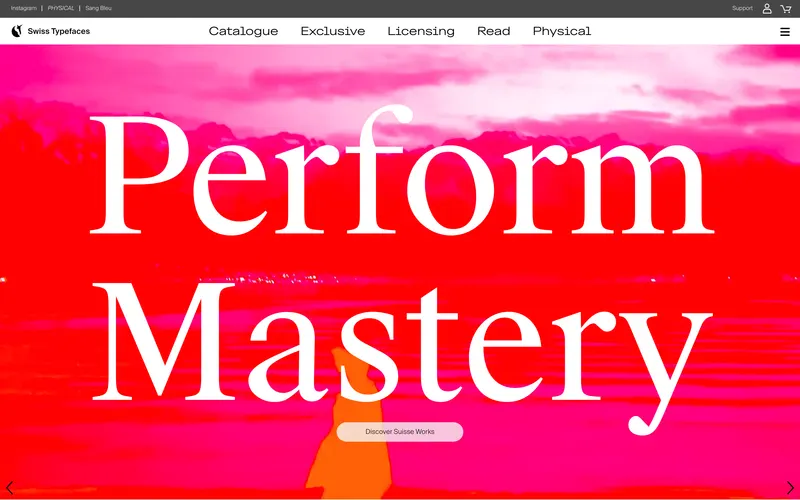 Instagram | PHYSICAL | Sang Bleu
Support
Swiss Typefaces
Catalogue Exclusive Licensing Read Physical
Perform
Mastery
Discover Suisse Works